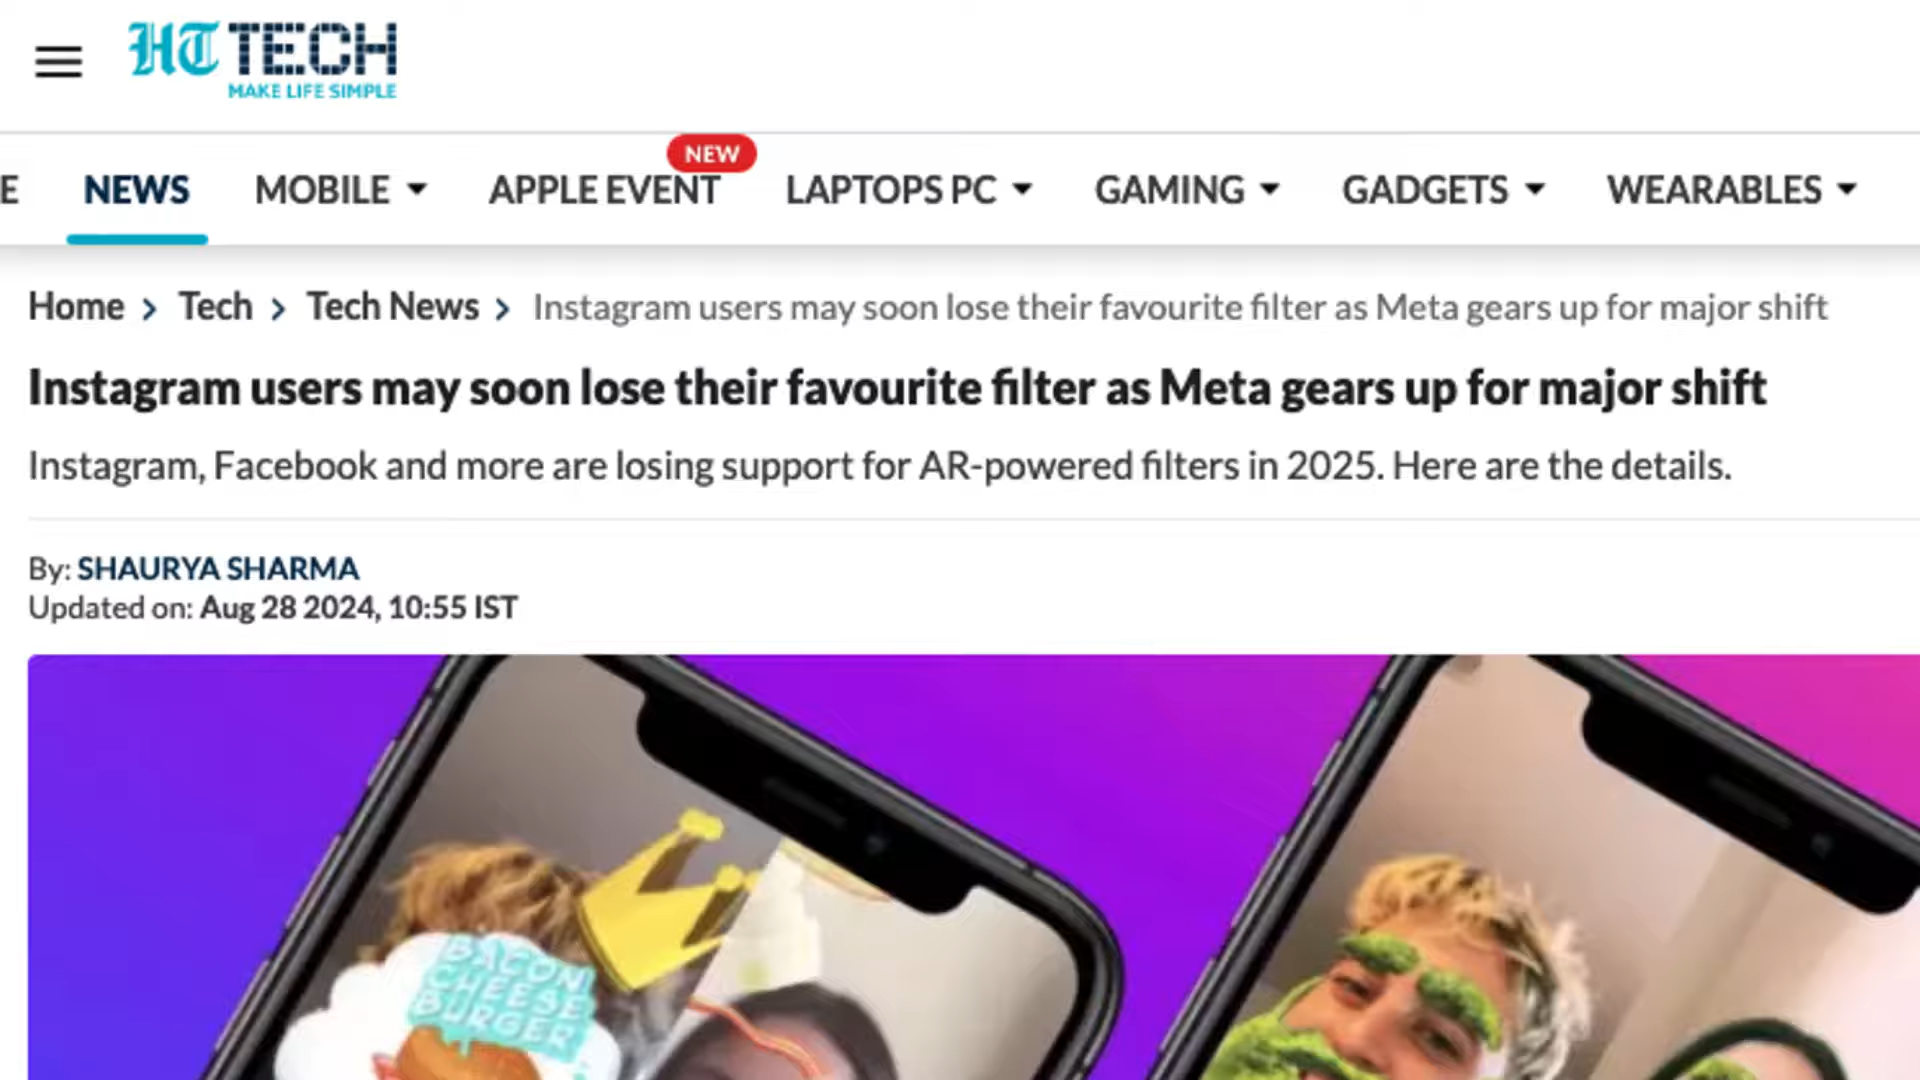 HT TECH
MAKE LIFE SIMPLE
NEW
E NEWS MOBILE APPLE EVENT LAPTOPS PC GAMING GADGETS WEARABLES
Home > Tech > Tech News > Instagram users may soon lose their favourite filter as Meta gears up for major shift
Instagram users may soon lose their favourite filter as Meta gears up for major shift
Instagram, Facebook and more are losing support for AR-powered filters in 2025. Here are the details.
By: SHAURYA SHARMA
Updated on: Aug 28 2024, 10:55 IST
BACON
CHEESE
BURGER